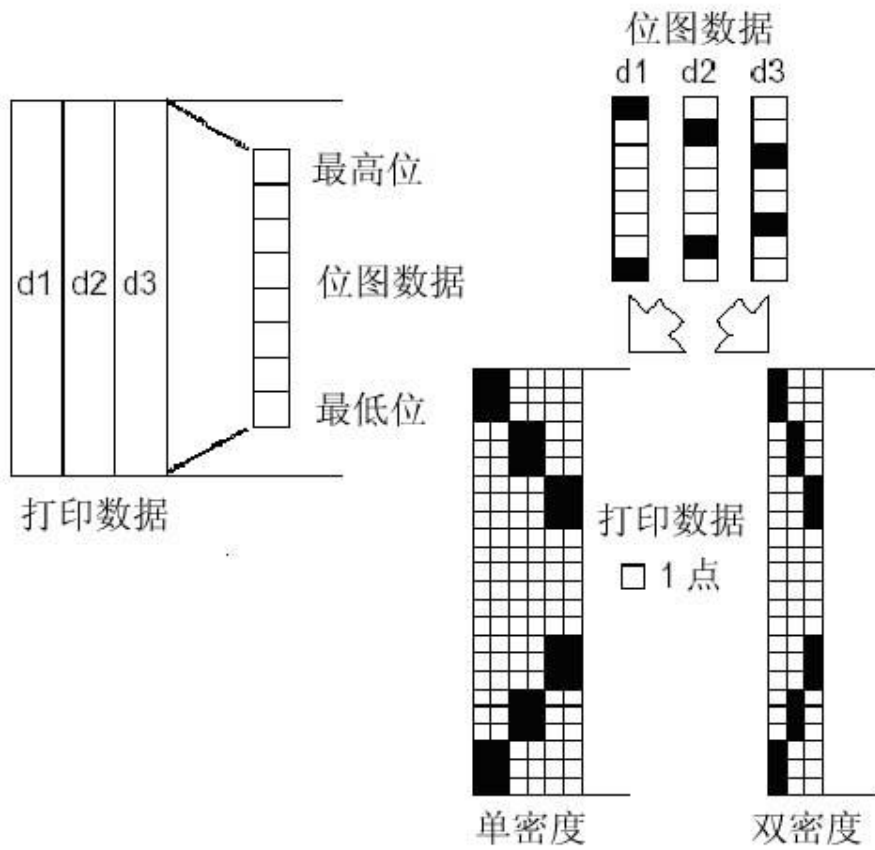 位图数据
d1 d2 d3
最高位
d1 d2 d3
位图数据
最低位
打印数据
打印数据
1 点
单密度
双密度